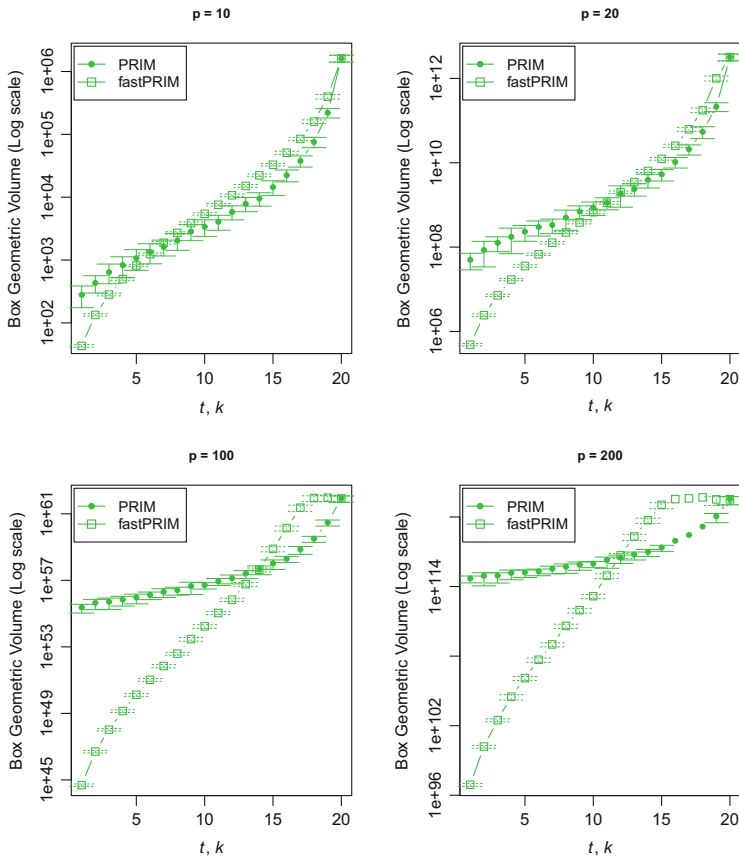 p = 10
Box Geometric Volume (Log scale)
1e+06
1e+05
1e+04
1e+03
1e+02
PRIM
fastPRIM
5
10
15
20
t, k
p = 20
Box Geometric Volume (Log scale)
1e+12
1e+10
1e+08
1e+06
PRIM
fastPRIM
5
10
15
20
t, k
p = 100
Box Geometric Volume (Log scale)
1e+61
1e+57
1e+53
1e+49
1e+45
PRIM
fastPRIM
5
10
15
20
t, k
p = 200
Box Geometric Volume (Log scale)
1e+114
1e+102
1e+96
PRIM
fastPRIM
5
10
15
20
t, k